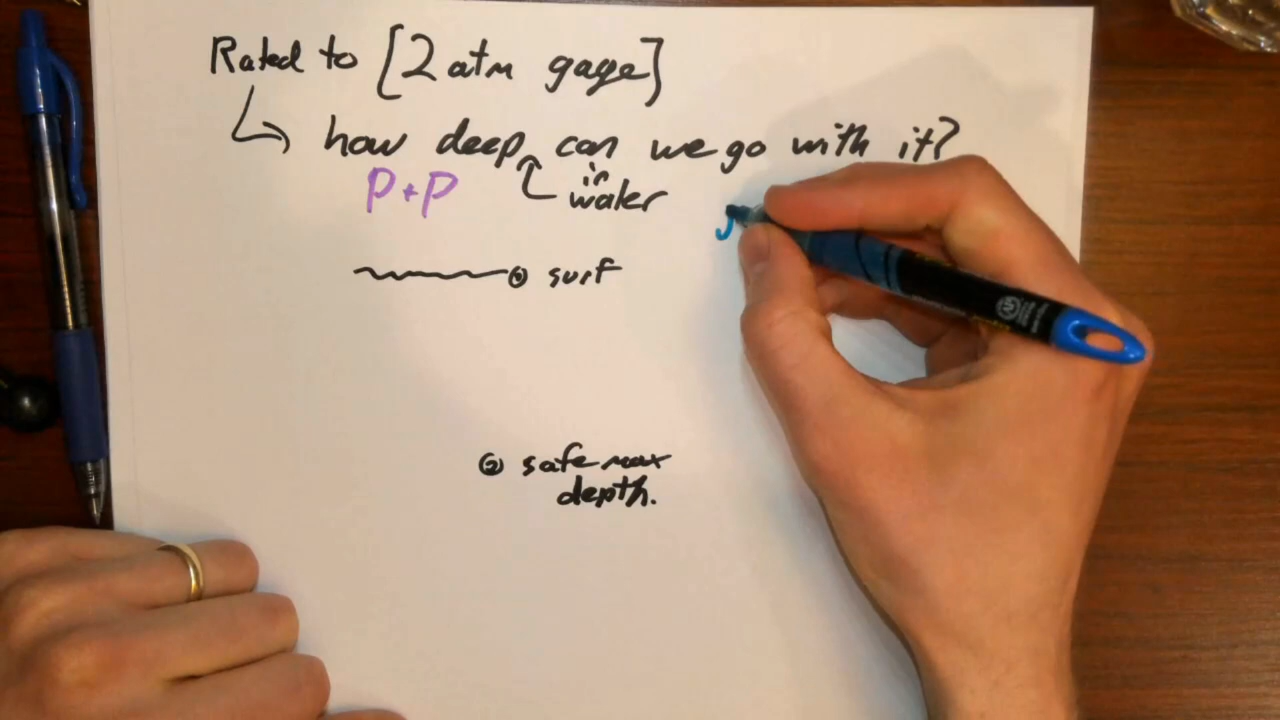 Rated to [2 atm gage]
how deep can we go with it?
P+P in
water
surf
safe max
depth.